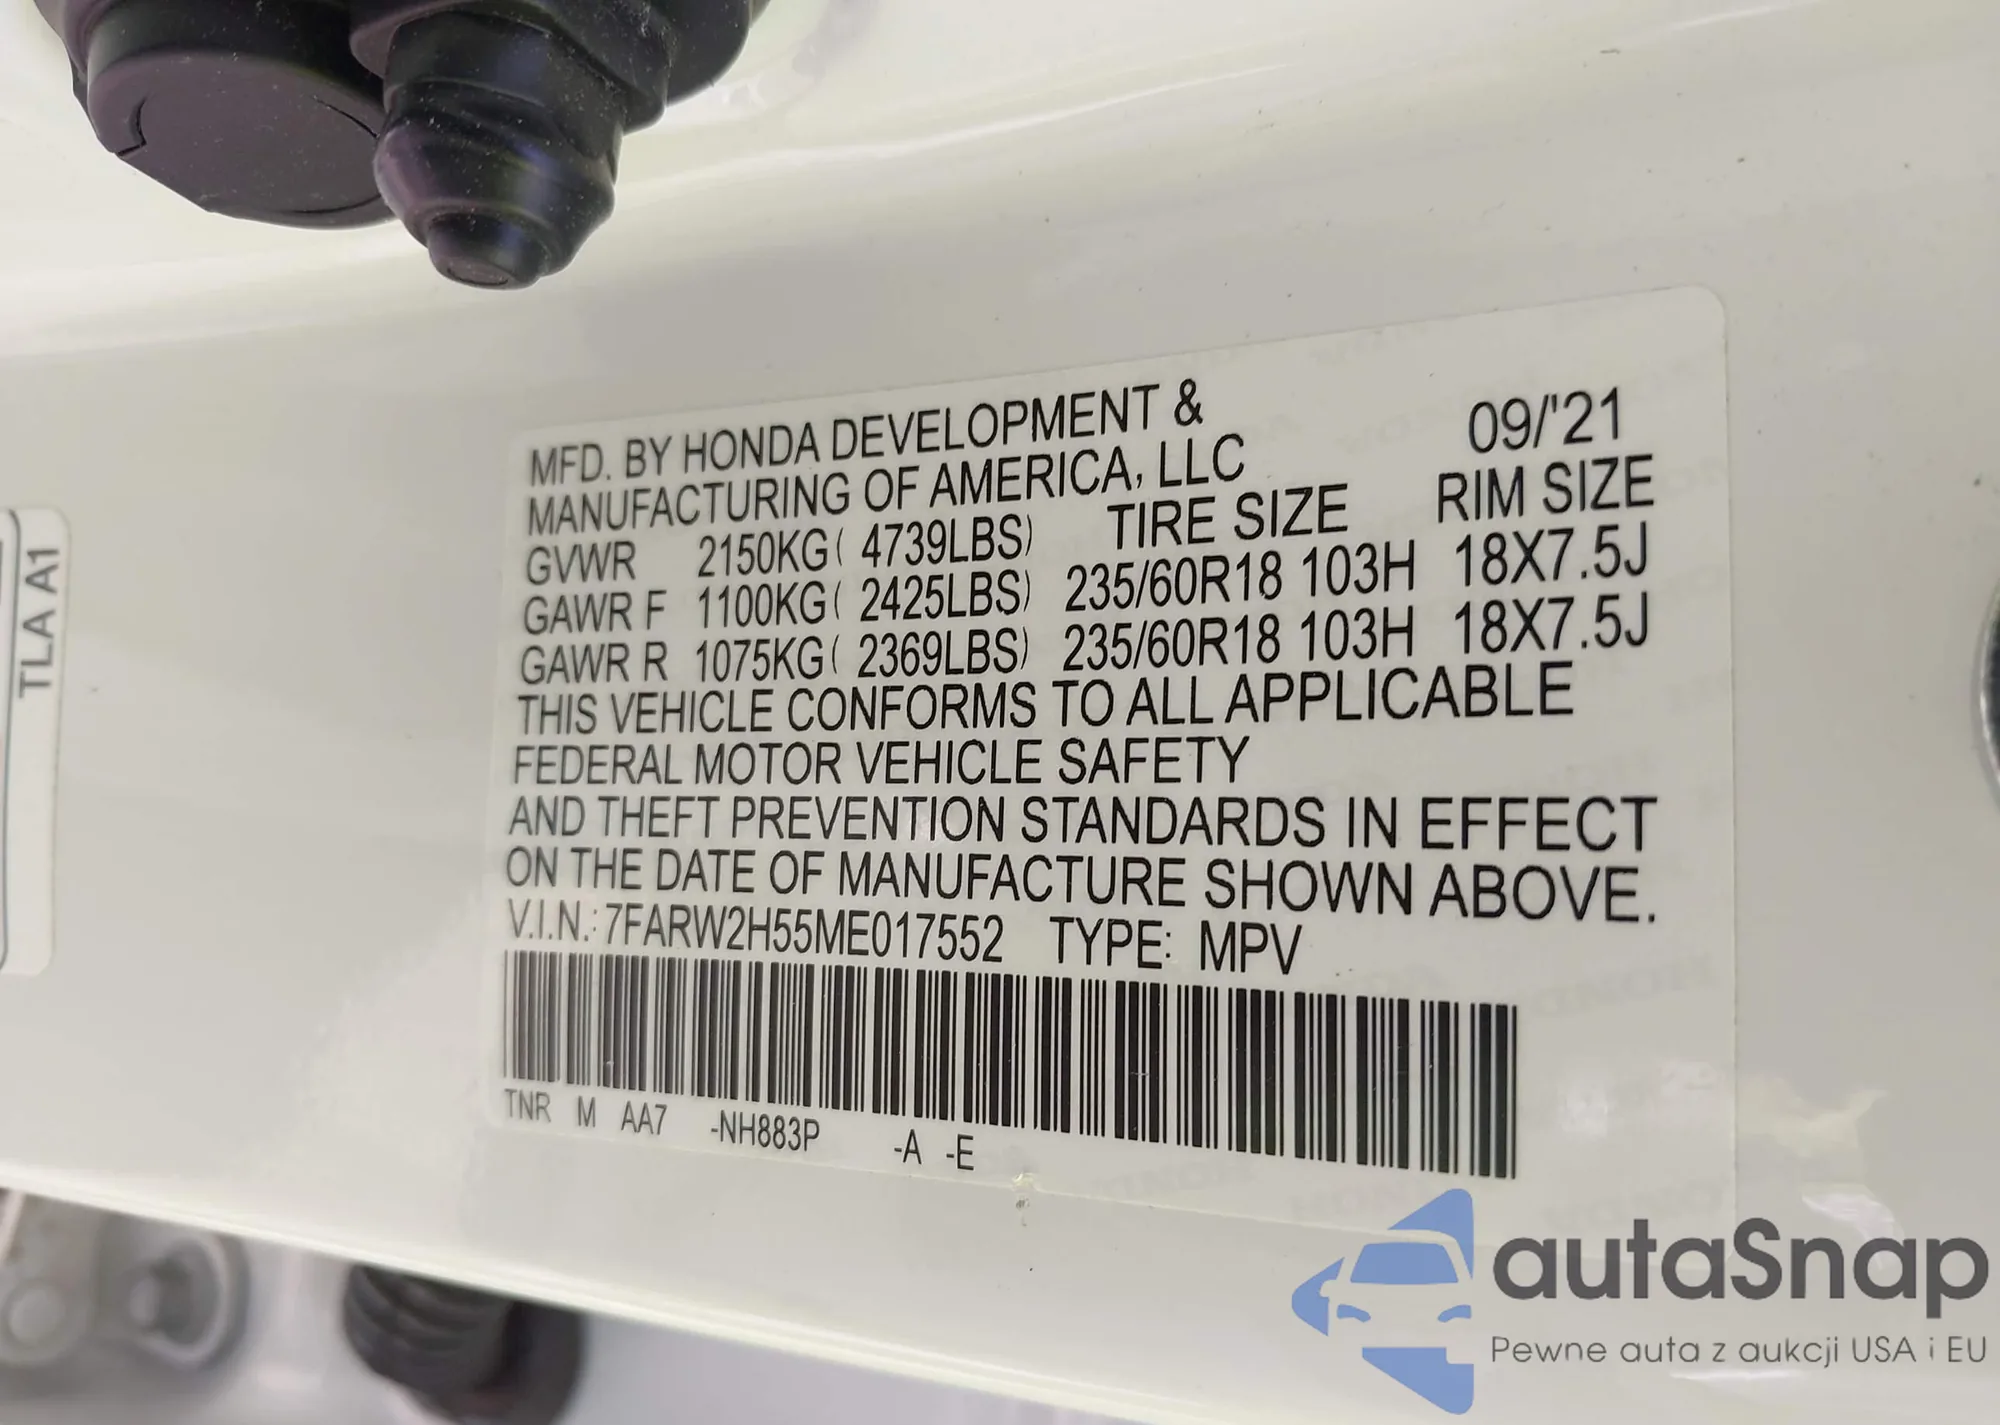 TLA A1
MFD. BY HONDA DEVELOPMENT &
MANUFACTURING OF AMERICA, LLC
09/'21
GVWR 2150KG( 4739LBS) TIRE SIZE RIM SIZE
GAWR F 1100KG( 2425LBS) 235/60R18 103H 18X7.5J
GAWR R 1075KG( 2369LBS) 235/60R18 103H 18X7.5J
THIS VEHICLE CONFORMS TO ALL APPLICABLE
FEDERAL MOTOR VEHICLE SAFETY
AND THEFT PREVENTION STANDARDS IN EFFECT
ON THE DATE OF MANUFACTURE SHOWN ABOVE.
V.I.N.: 7FARW2H55ME017552 TYPE: MPV
TNR M AA7 -NH883P -A -E
autaSnap
Pewne auta z aukcji USA i EU